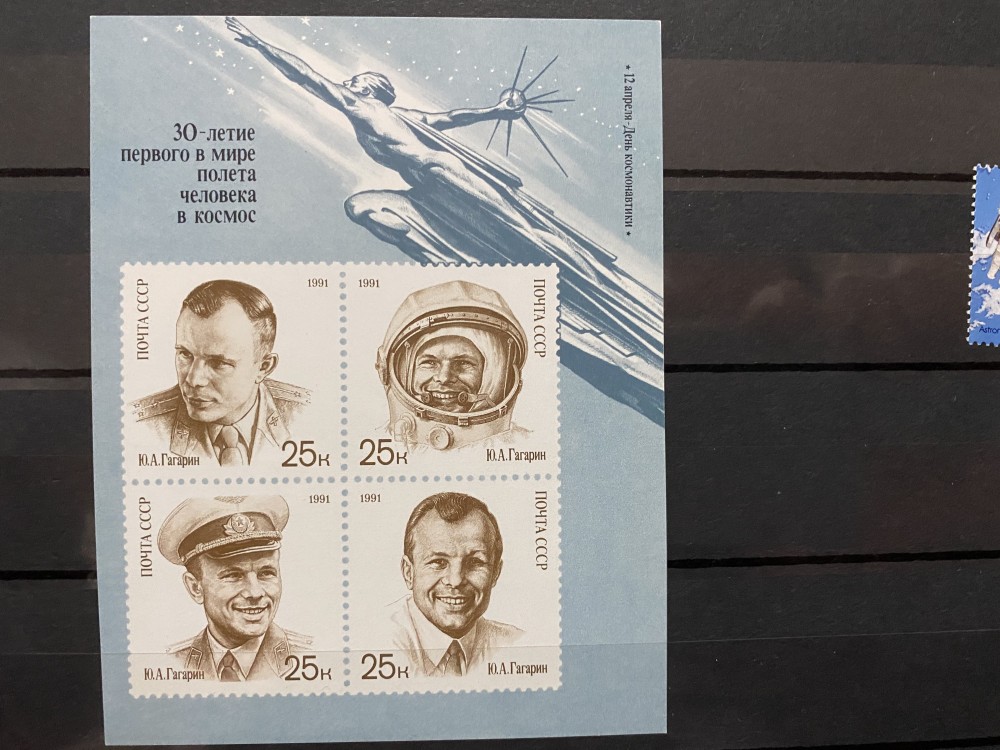 30-летие
первого в мире
полета
человека
в космос
* 12 апреля-День космонавтики *
ПОЧТА СССР
1991
Ю.А.Гагарин
25к
1991
ПОЧТА СССР
25к
Ю.А.Гагарин
ПОЧТА СССР
1991
Ю.А.Гагарин
25к
1991
ПОЧТА СССР
25к
Ю.А.Гагарин